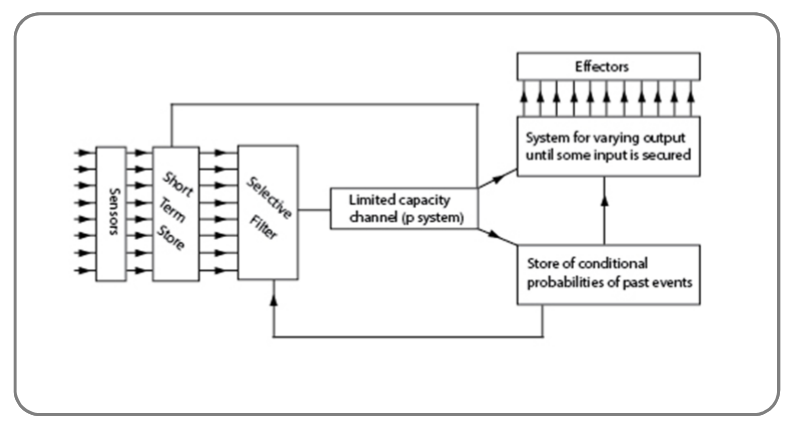 Effectors
System for varying output
until some input is secured
Sensors
Short
Term
Store
Selective
Filter
Limited capacity
channel (p system)
Store of conditional
probabilities of past events